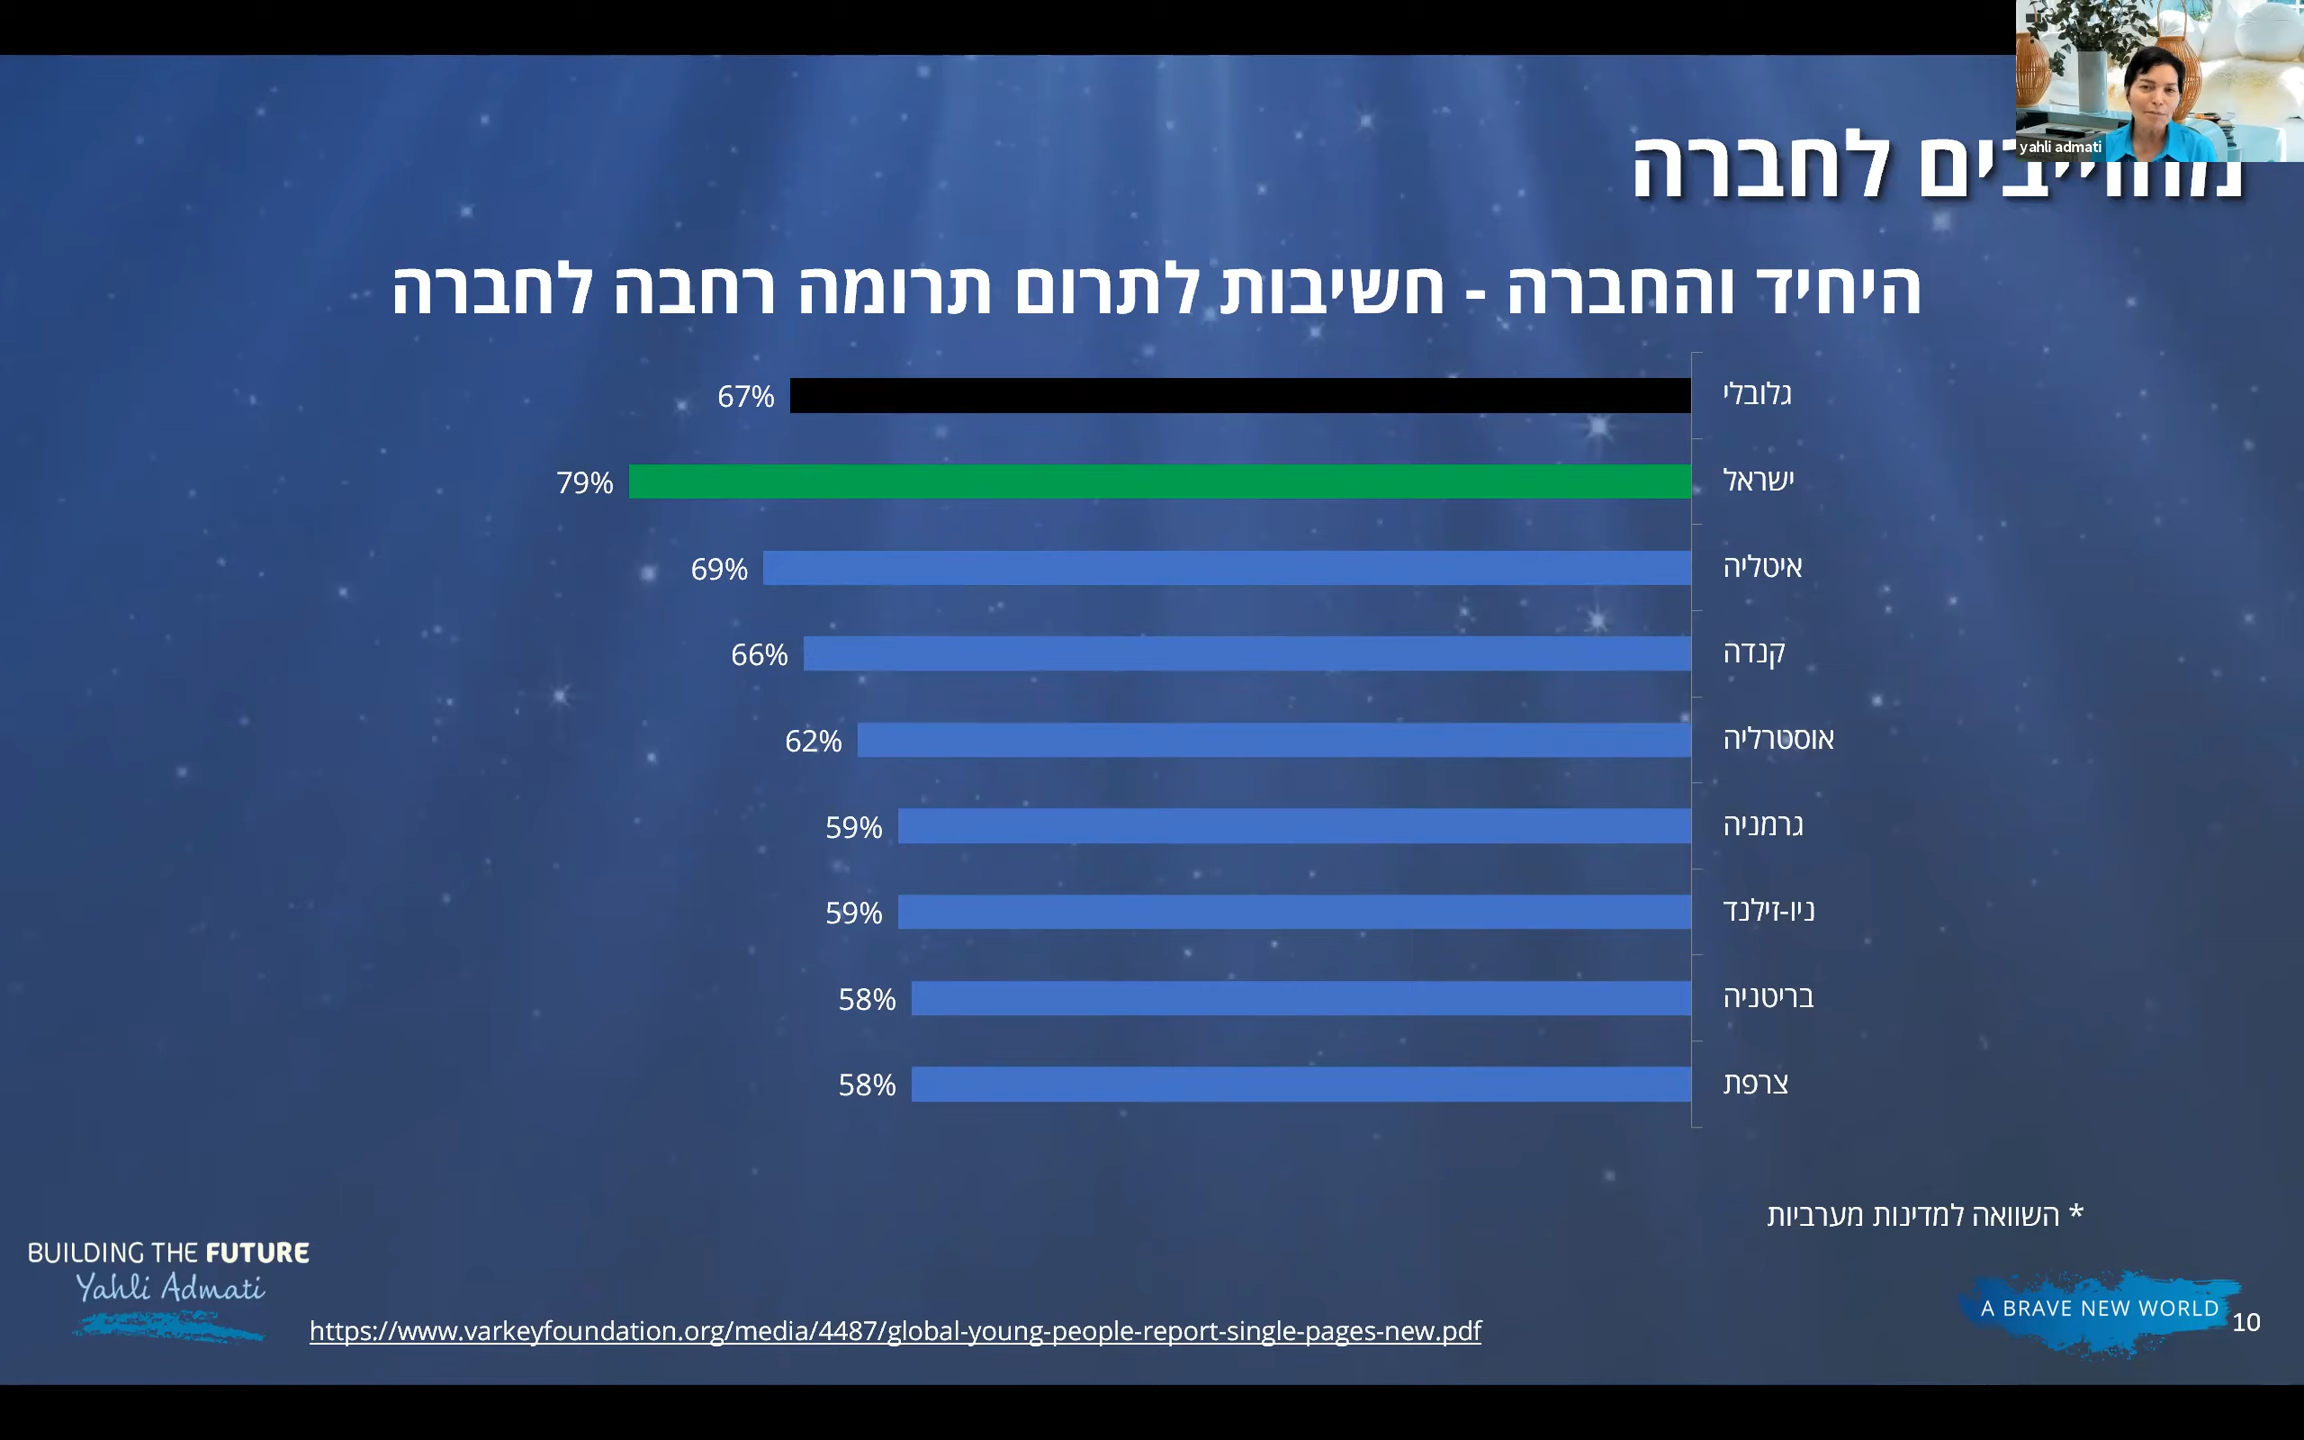 yahli admati
לחברה
היחיד והחברה - חשיבות לתרום תרומה רחבה לחברה
גלובלי 67%
ישראל 79%
איטליה 69%
קנדה 66%
אוסטרליה 62%
גרמניה 59%
ניו-זילנד 59%
בריטניה 58%
צרפת 58%
* השוואה למדינות מערביות
BUILDING THE FUTURE
Yahli Admati
https://www.varkeyfoundation.org/media/4487/global-young-people-report-single-pages-new.pdf
A BRAVE NEW WORLD
10